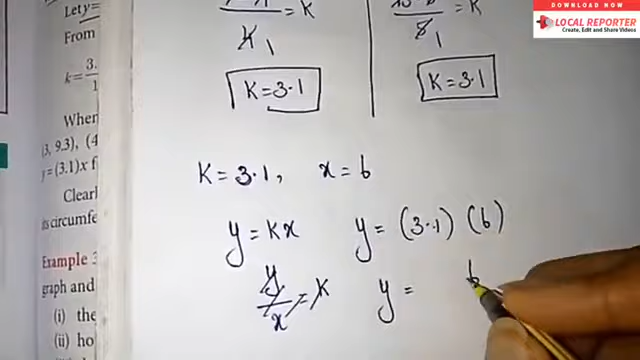 DOWNLOAD NOW
LOCAL REPORTER
Create, Edit and Share Videos
Let y=
From
k=3.
1
When
(3, 9.3), (4
y=(3.1)x f
Clearl
its circumfe
Example 3
graph and
(i) the
(ii) ho
= K
1
K=3.1
= K
8 1
K=3.1
K=3.1, x=6
y=Kx y=(3.1) (6)
y/x = K y = 6